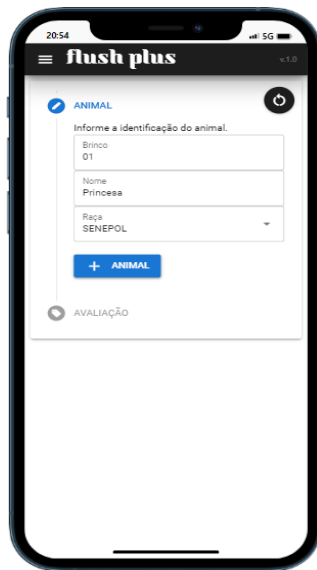 20:54
5G
flush plus
v.1.0
ANIMAL
Informe a identificação do animal.
Brinco
01
Nome
Princesa
Raça
SENEPOL
+ ANIMAL
AVALIAÇÃO